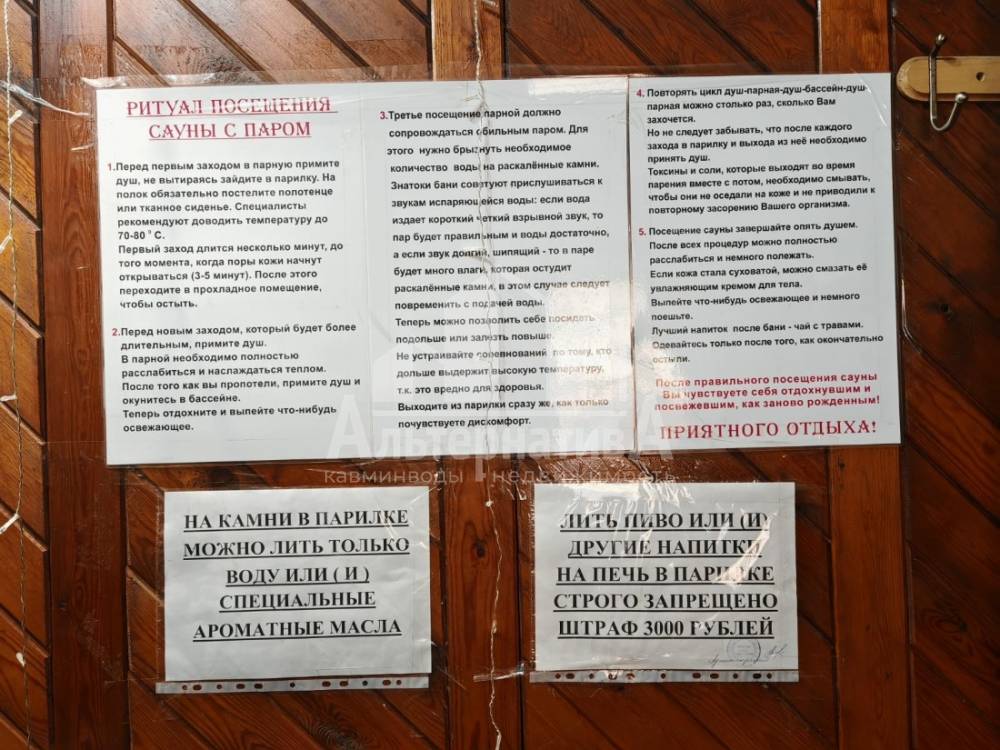 РИТУАЛ ПОСЕЩЕНИЯ
САУНЫ С ПАРОМ
1.Перед первым заходом в парную примите
душ, не вытираясь зайдите в парилку. На
полок обязательно постелите полотенце
или тканное сиденье. Специалисты
рекомендуют доводить температуру до
70-80 ° С.
Первый заход длится несколько минут, до
того момента, когда поры кожи начнут
открываться (3-5 минут). После этого
переходите в прохладное помещение,
чтобы остыть.
2.Перед новым заходом, который будет более
длительным, примите душ.
В парной необходимо полностью
расслабиться и наслаждаться теплом.
После того как вы пропотели, примите душ и
окунитесь в бассейне.
Теперь отдохните и выпейте что-нибудь
освежающее.
3.Третье посещение парной должно
сопровождаться обильным паром. Для
этого нужно брызнуть необходимое
количество воды на раскалённые камни.
Знатоки бани советуют прислушиваться к
звукам испаряющейся воды: если вода
издает короткий четкий взрывной звук, то
пар будет правильным и воды достаточно,
а если звук долгий, шипящий - то в паре
будет много влаги, которая остудит
раскалённые камни, в этом случае следует
повременить с подачей воды.
Теперь можно позволить себе посидеть
подольше или залезть повыше.
Не устраивайте соревнований по тому, кто
дольше выдержит высокую температуру,
т.к. это вредно для здоровья.
Выходите из парилки сразу же, как только
почувствуете дискомфорт.
4. Повторять цикл душ-парная-душ-бассейн-душ-
парная можно столько раз, сколько Вам
захочется.
Но не следует забывать, что после каждого
захода в парилку и выхода из неё необходимо
принять душ.
Токсины и соли, которые выходят во время
парения вместе с потом, необходимо смывать,
чтобы они не оседали на коже и не приводили к
повторному засорению Вашего организма.
5. Посещение сауны завершайте опять душем.
После всех процедур можно полностью
расслабиться и немного полежать.
Если кожа стала суховатой, можно смазать её
увлажняющим кремом для тела.
Выпейте что-нибудь освежающее и немного
поешьте.
Лучший напиток после бани - чай с травами.
Одевайтесь только после того, как окончательно
остыли.
После правильного посещения сауны
Вы чувствуете себя отдохнувшим и
посвежевшим, как заново рожденным!
ПРИЯТНОГО ОТДЫХА!
АльтернативА
кавминводы недвижимость
НА КАМНИ В ПАРИЛКЕ
МОЖНО ЛИТЬ ТОЛЬКО
ВОДУ ИЛИ ( И )
СПЕЦИАЛЬНЫЕ
АРОМАТНЫЕ МАСЛА
ЛИТЬ ПИВО ИЛИ (И)
ДРУГИЕ НАПИТКИ
НА ПЕЧЬ В ПАРИЛКЕ
СТРОГО ЗАПРЕЩЕНО
ШТРАФ 3000 РУБЛЕЙ